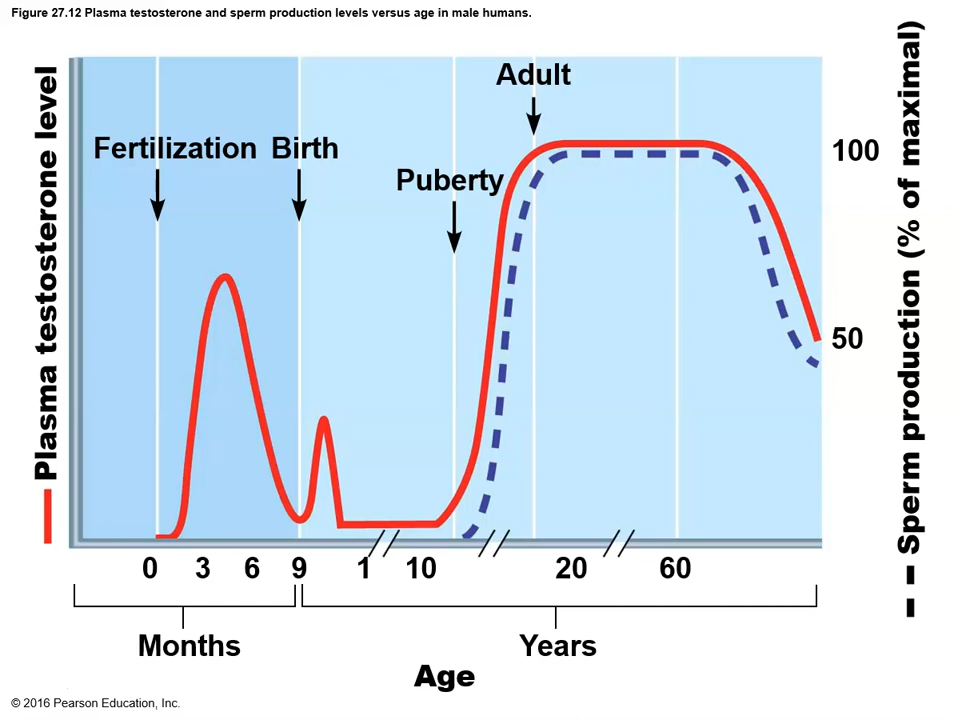 Figure 27.12 Plasma testosterone and sperm production levels versus age in male humans.
Plasma testosterone level
Fertilization
Birth
Puberty
Adult
100
50
Sperm production (% of maximal)
0 3 6 9 1 10 20 60
Months
Years
Age
© 2016 Pearson Education, Inc.